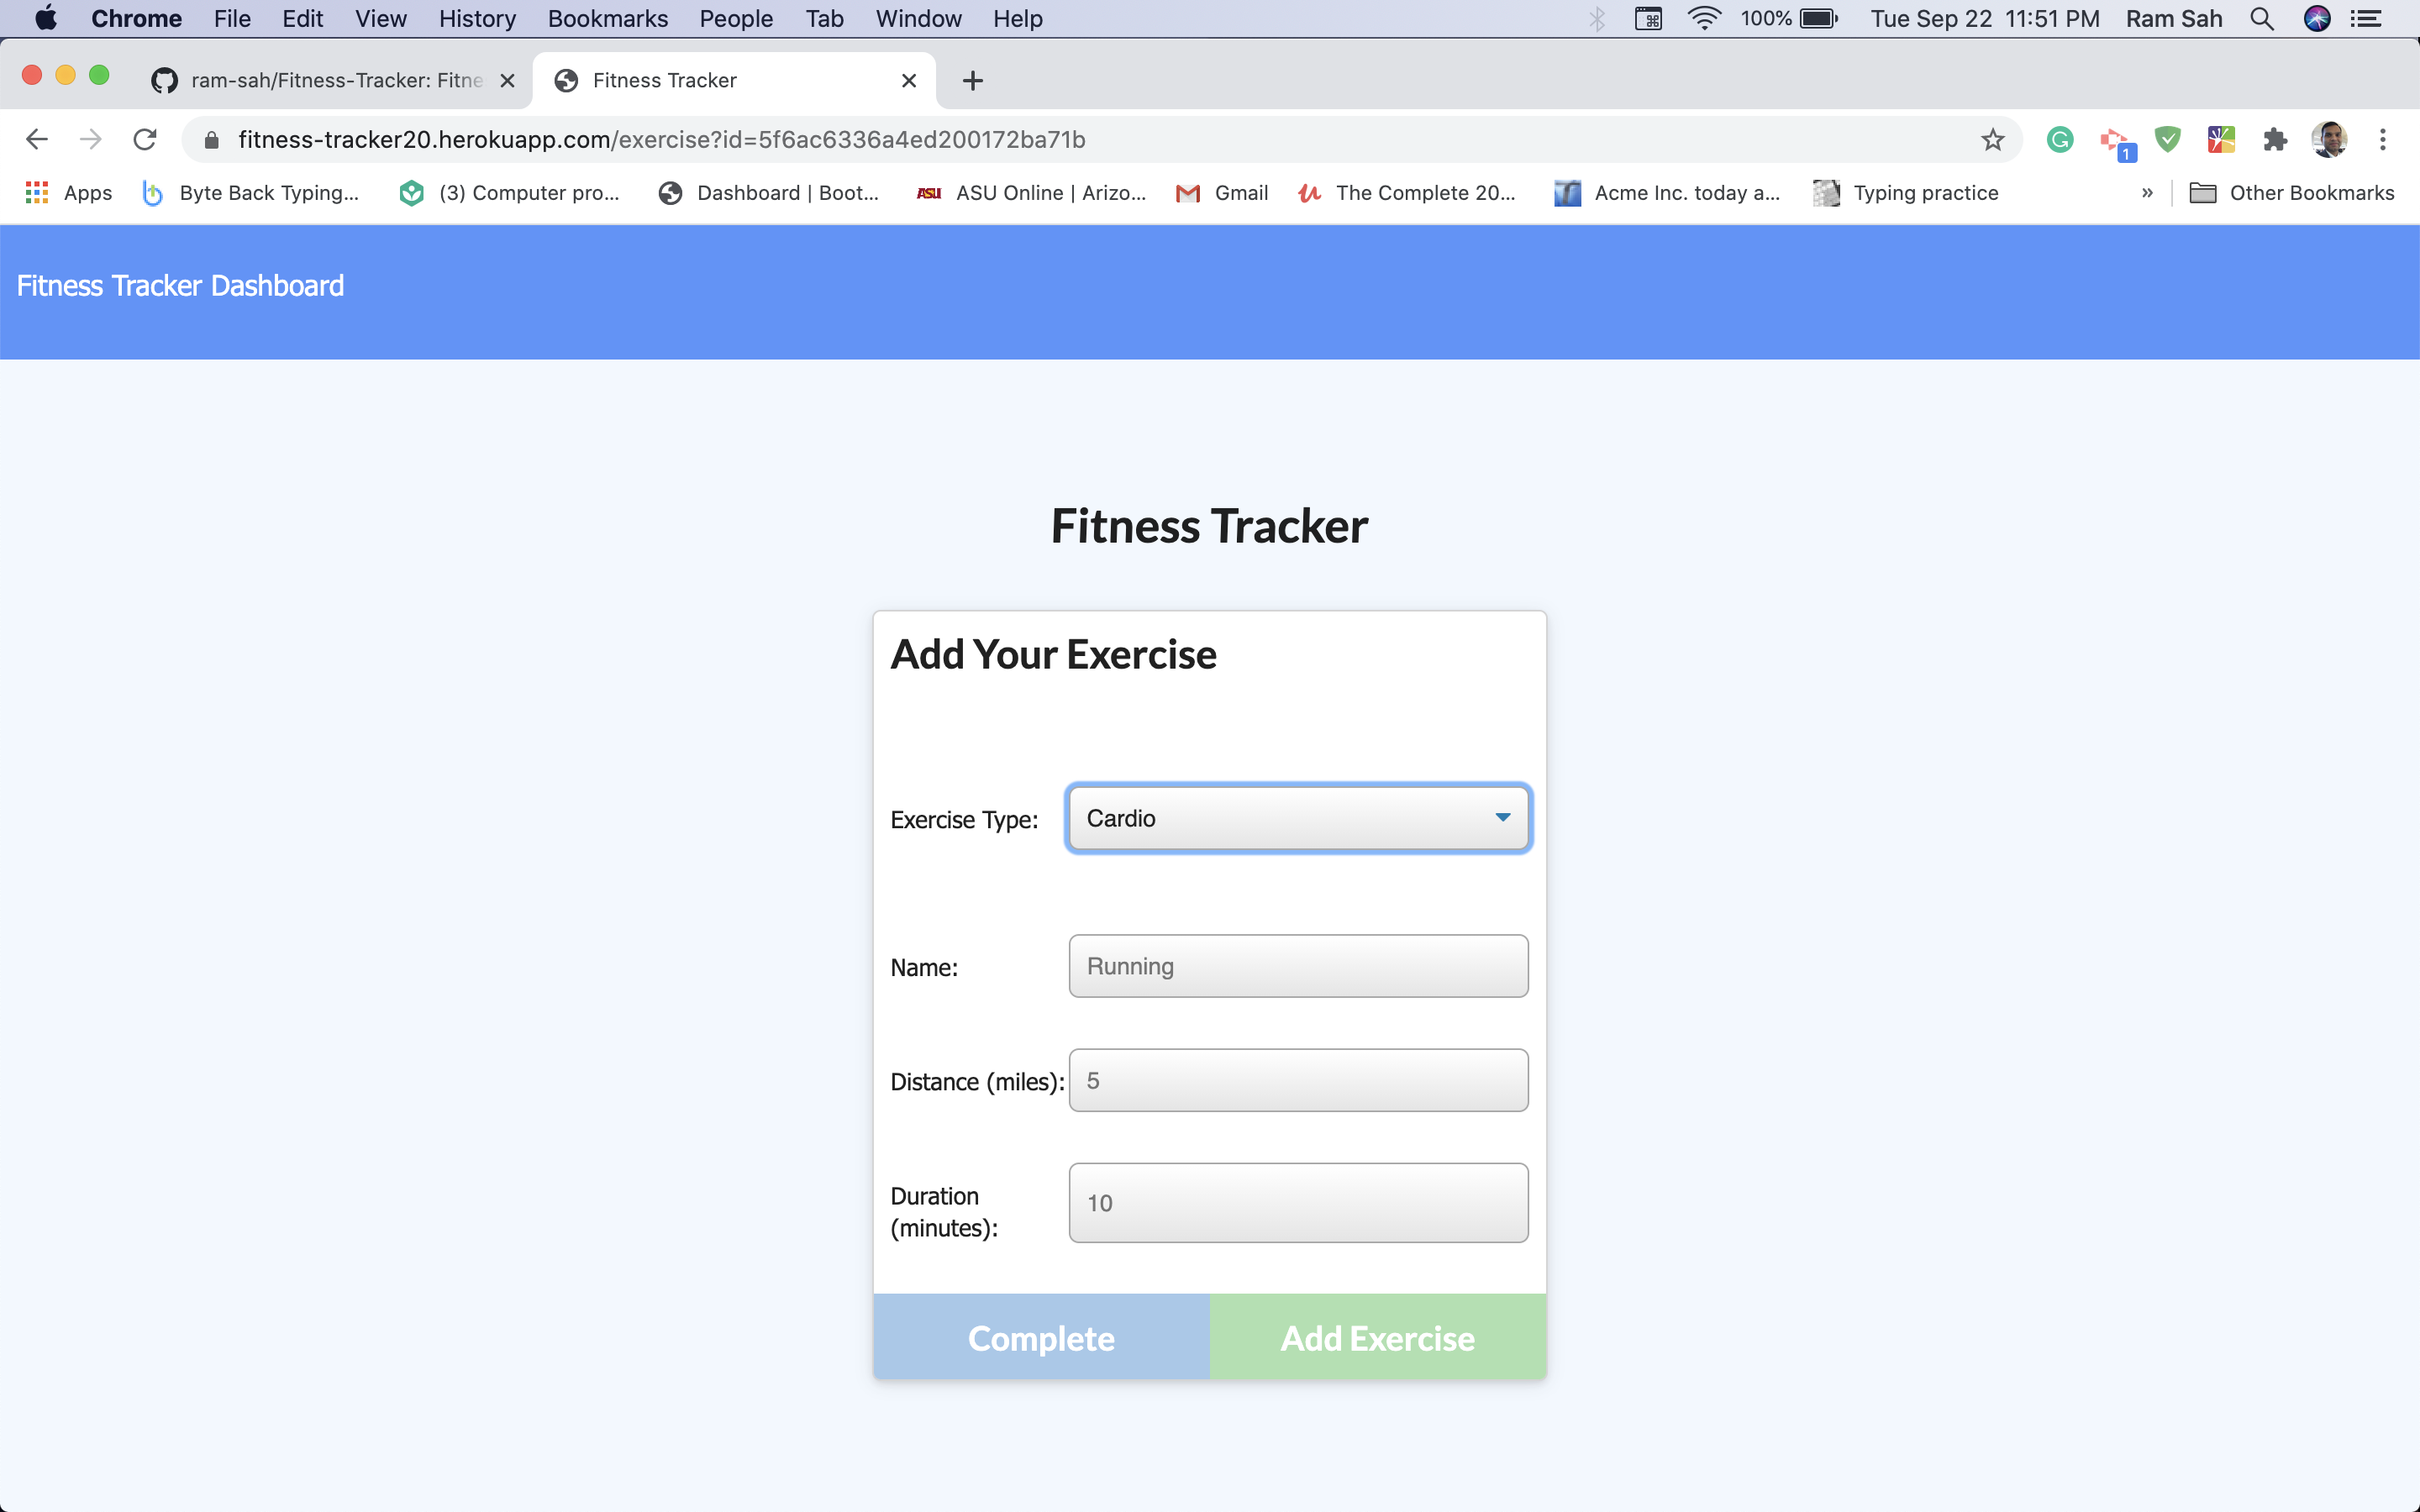 Chrome File Edit View History Bookmarks People Tab Window Help 100% Tue Sep 22 11:51 PM Ram Sah
ram-sah/Fitness-Tracker: Fitne Fitness Tracker
fitness-tracker20.herokuapp.com/exercise?id=5f6ac6336a4ed200172ba71b 1
Apps Byte Back Typing... (3) Computer pro... Dashboard | Boot... ASU ASU Online | Arizo... Gmail The Complete 20... Acme Inc. today a... Typing practice » Other Bookmarks
Fitness Tracker Dashboard
Fitness Tracker
Add Your Exercise
Exercise Type: Cardio
Name: Running
Distance (miles): 5
Duration
(minutes): 10
Complete Add Exercise